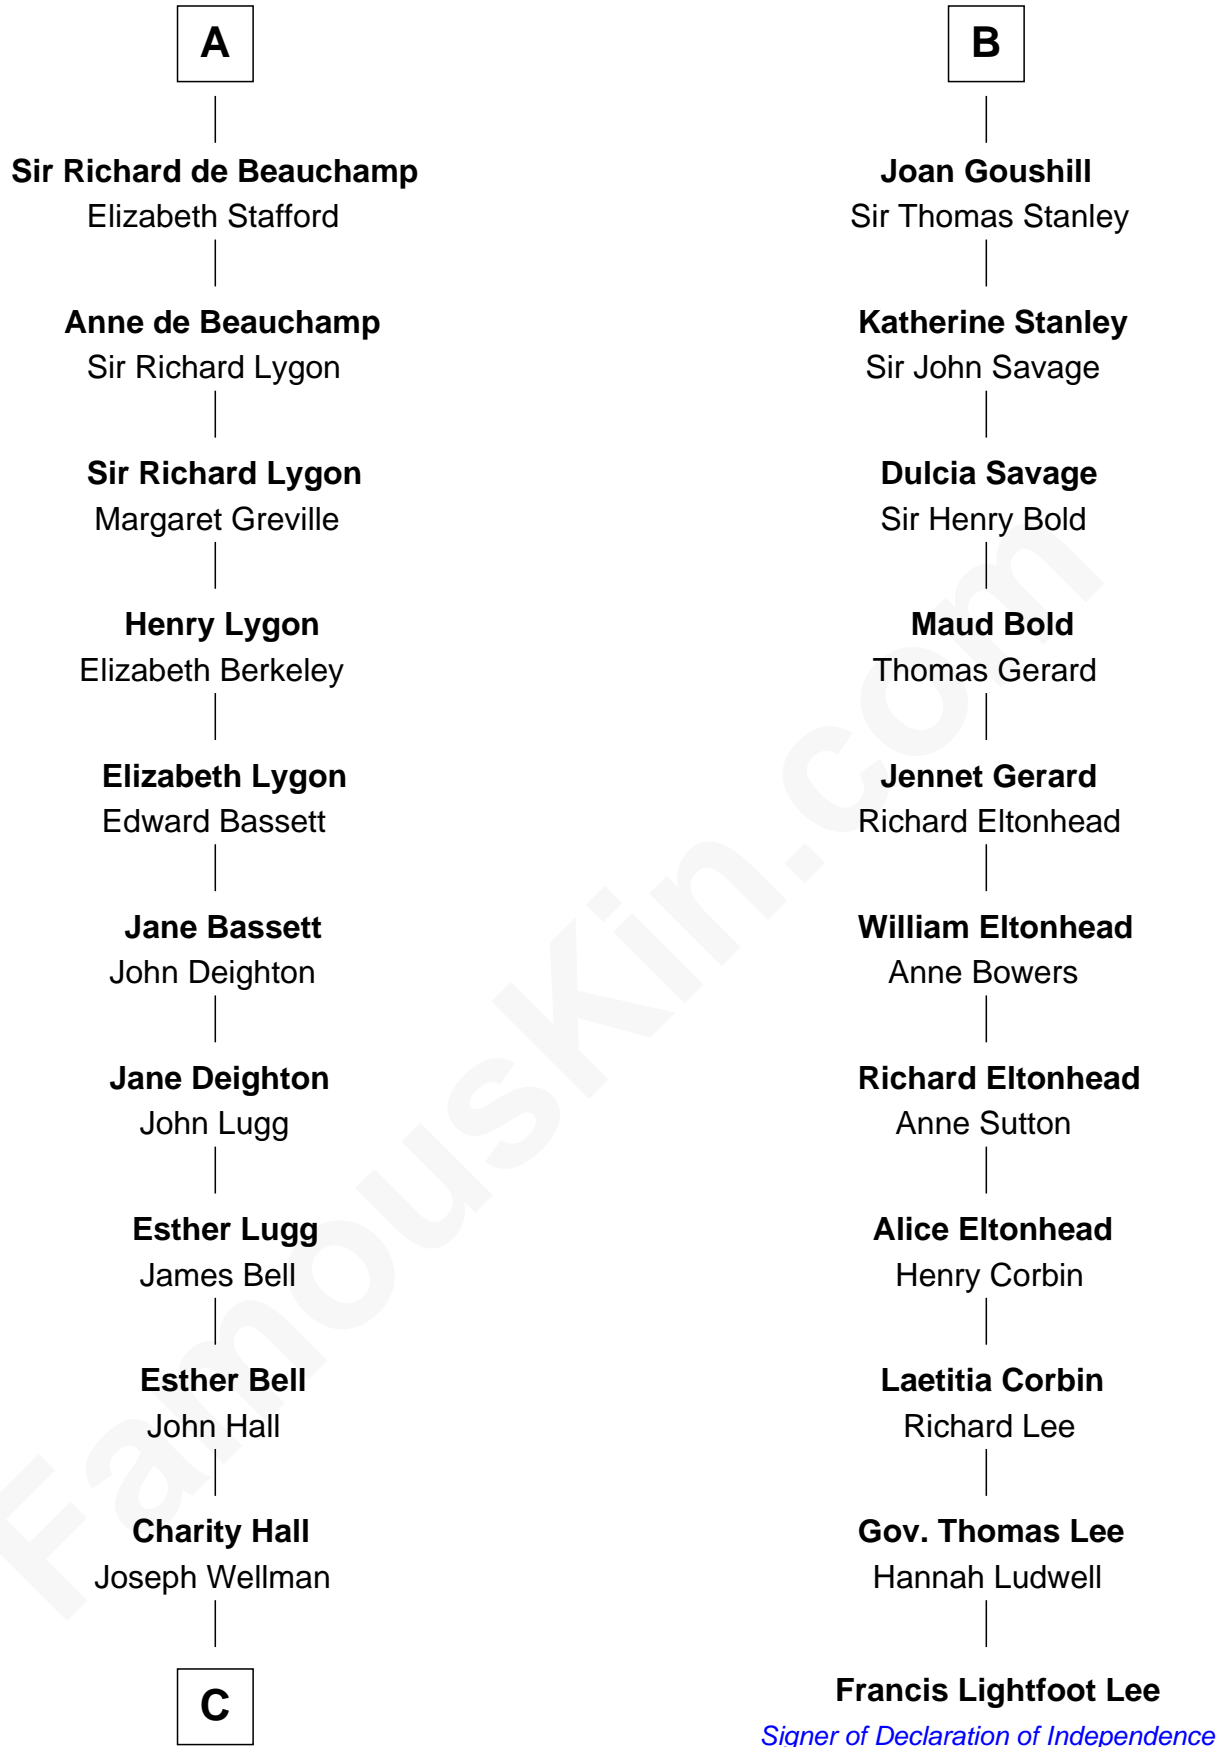 A
Sir Richard de Beauchamp
Elizabeth Stafford
Anne de Beauchamp
Sir Richard Lygon
Sir Richard Lygon
Margaret Greville
Henry Lygon
Elizabeth Berkeley
Elizabeth Lygon
Edward Bassett
Jane Bassett
John Deighton
Jane Deighton
John Lugg
Esther Lugg
James Bell
Esther Bell
John Hall
Charity Hall
Joseph Wellman
C
B
Joan Goushill
Sir Thomas Stanley
Katherine Stanley
Sir John Savage
Dulcia Savage
Sir Henry Bold
Maud Bold
Thomas Gerard
Jennet Gerard
Richard Eltonhead
William Eltonhead
Anne Bowers
Richard Eltonhead
Anne Sutton
Alice Eltonhead
Henry Corbin
Laetitia Corbin
Richard Lee
Gov. Thomas Lee
Hannah Ludwell
Francis Lightfoot Lee
Signer of Declaration of Independence
FamousKin.com